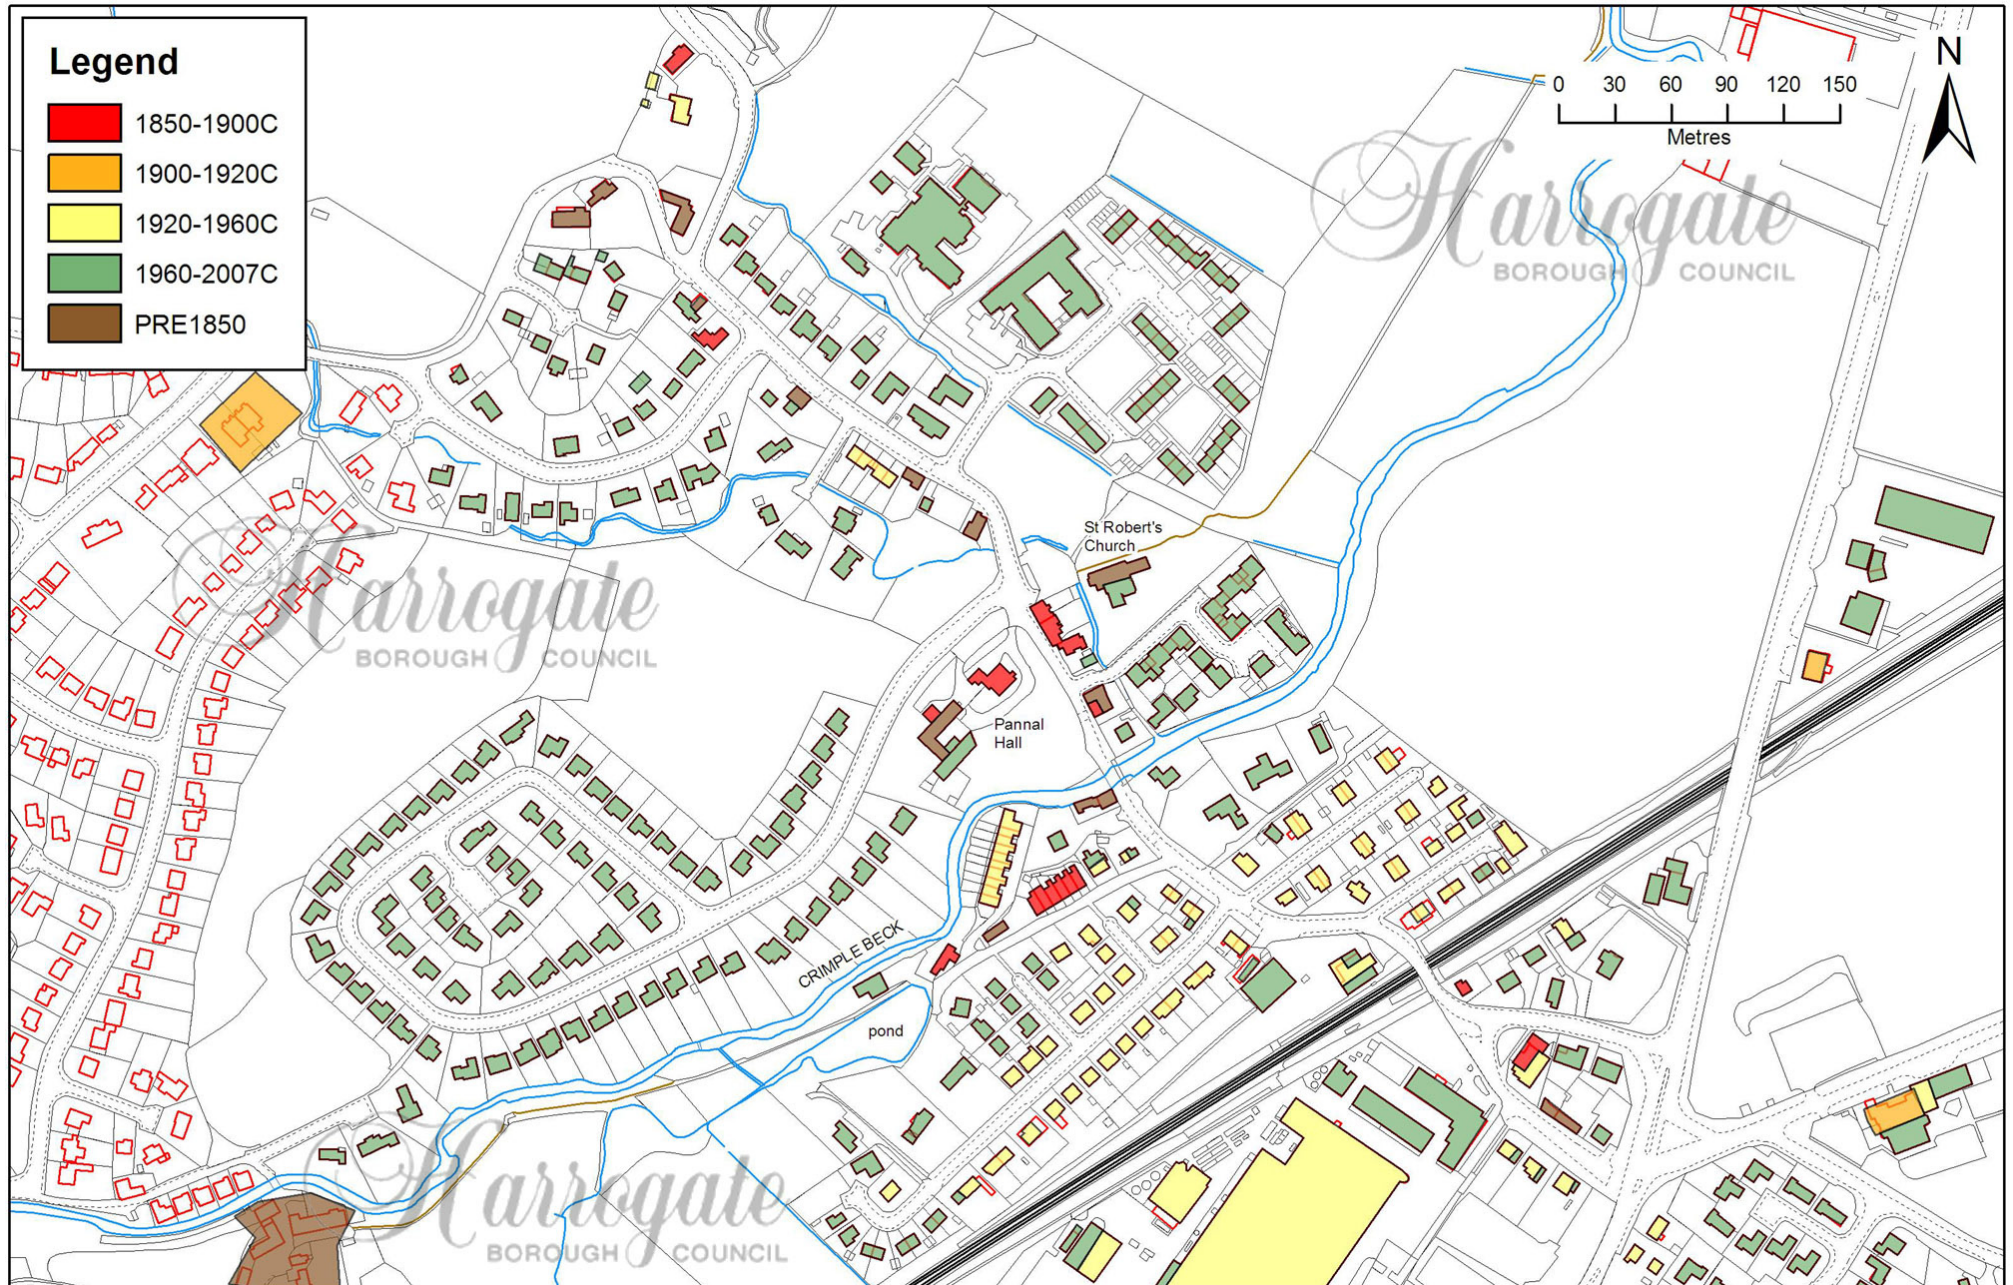 Legend
1850-1900C
1900-1920C
1920-1960C
1960-2007C
PRE1850
N
0 30 60 90 120 150
Metres
Harrogate
BOROUGH COUNCIL
Harrogate
BOROUGH COUNCIL
St Robert's
Church
Pannal
Hall
CRIMPLE BECK
pond
Harrogate
BOROUGH COUNCIL